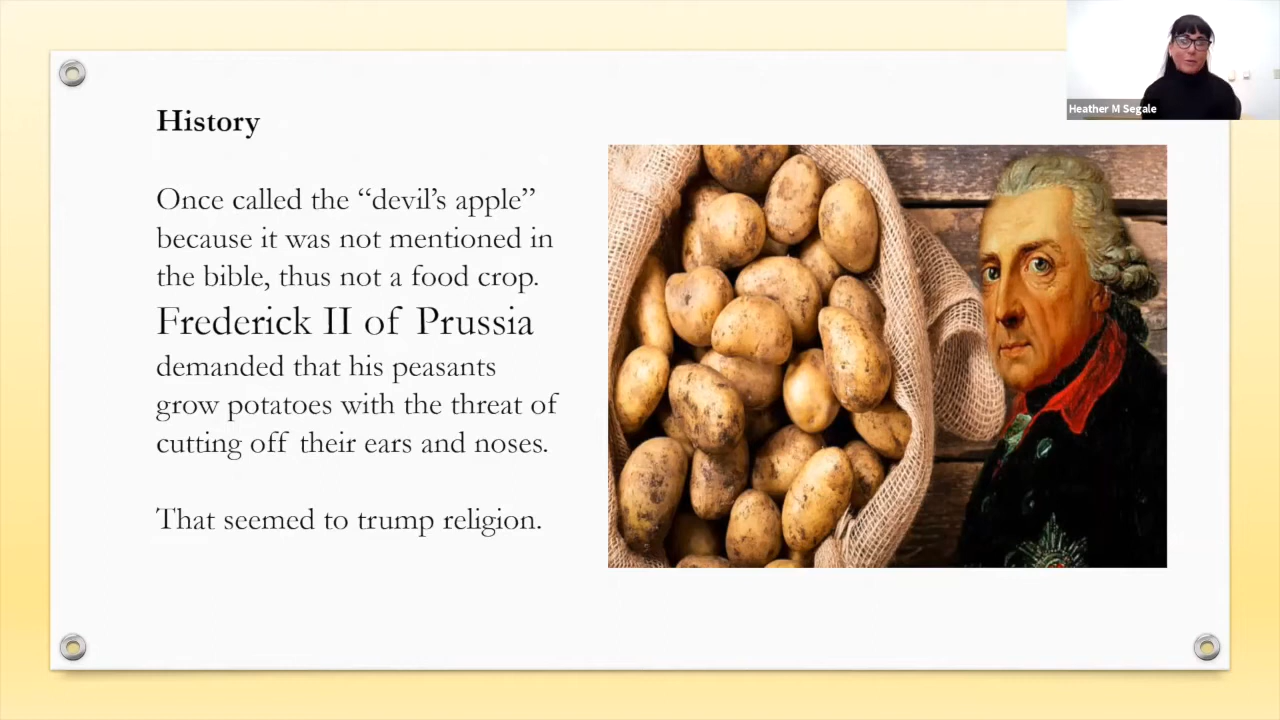 Heather M Segale
History
Once called the “devil’s apple”
because it was not mentioned in
the bible, thus not a food crop.
Frederick II of Prussia
demanded that his peasants
grow potatoes with the threat of
cutting off their ears and noses.
That seemed to trump religion.